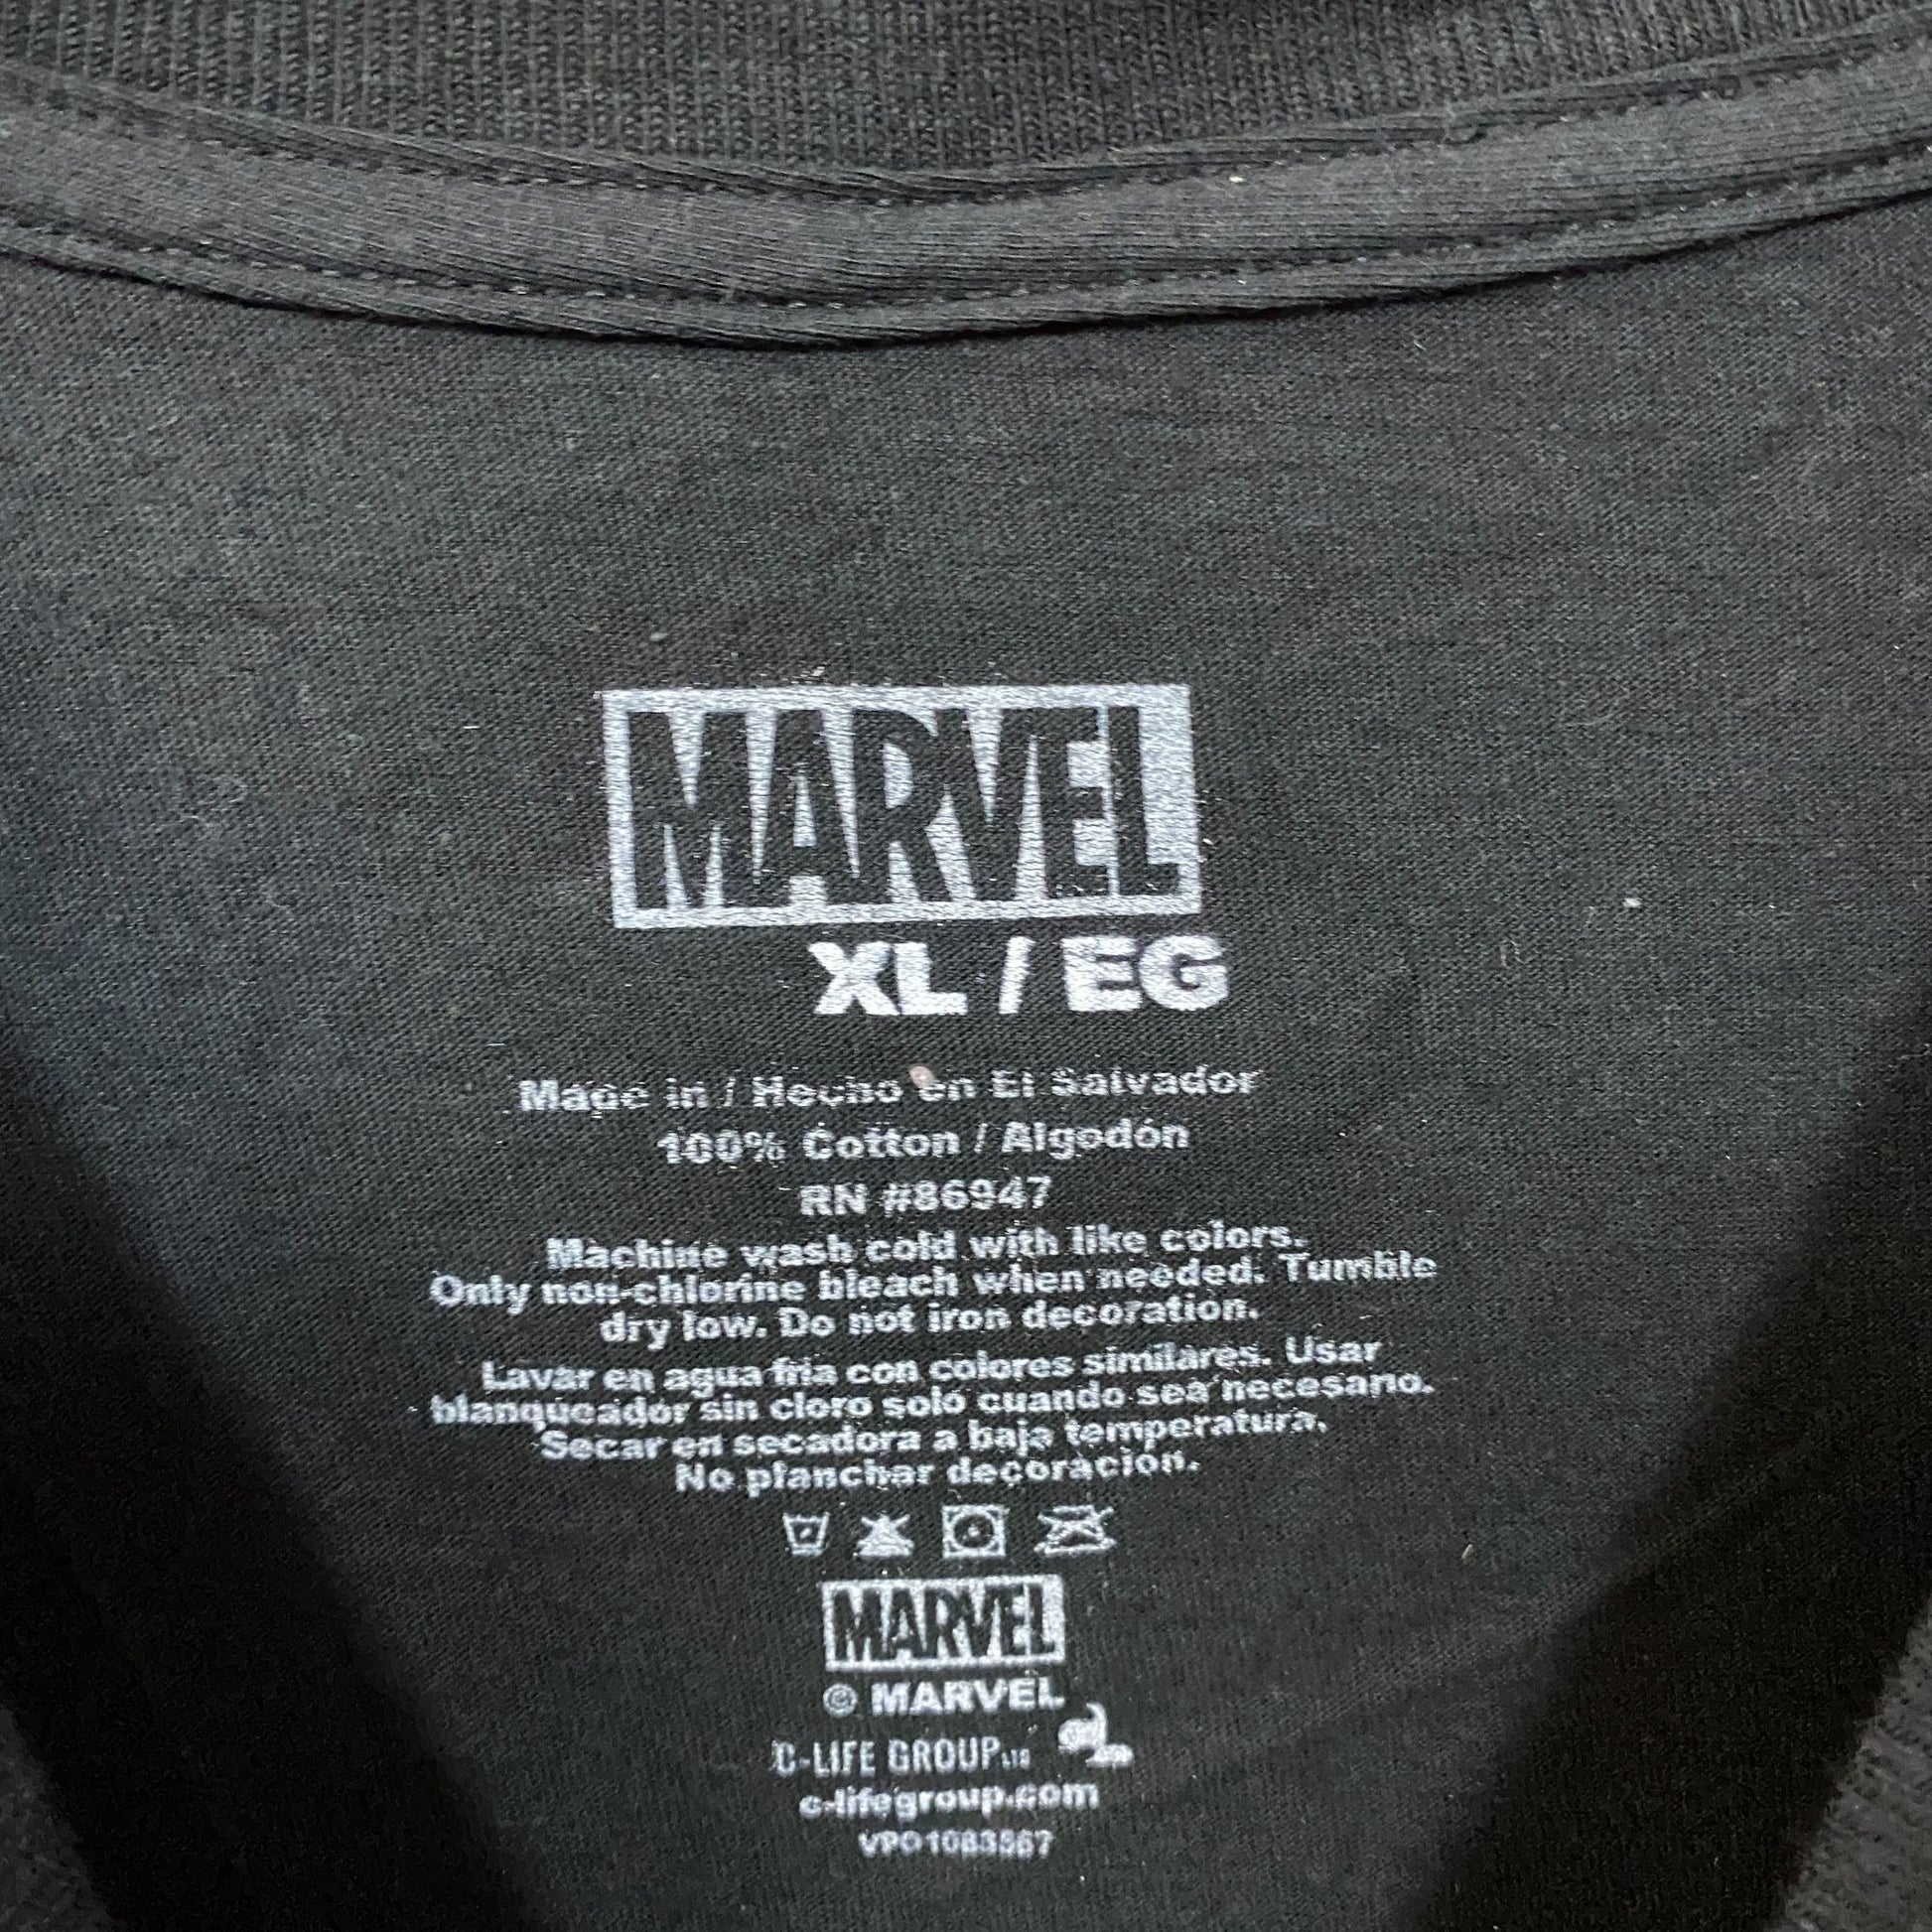 MARVEL
XL / EG
Made in / Hecho en El Salvador
100% Cotton / Algodón
RN #86947
Machine wash cold with like colors.
Only non-chlorine bleach when needed. Tumble
dry low. Do not iron decoration.
Lavar en agua fria con colores similares. Usar
blanqueador sin cloro solo cuando sea necesario.
Secar en secadora a baja temperatura.
No planchar decoracion.
MARVEL
© MARVEL
C-LIFE GROUP LTD
c-lifegroup.com
VPO1083567